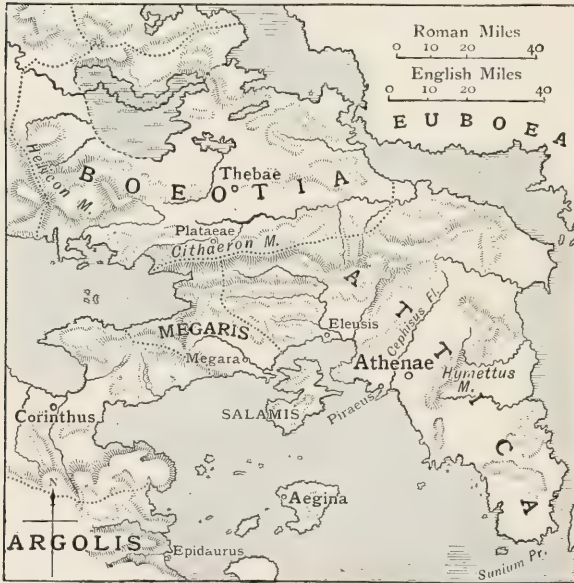 Roman Miles
0 10 20 40
English Miles
0 10 20 40
EUBOEA
Helicon M.
BOEOTIA
Thebae
Plataeae
Cithaeron M.
ATTICA
MEGARIS
Eleusis
Cephisus Fl.
Megara
Athenae
Hymettus
M.
Corinthus
SALAMIS
Piraeus
N
Aegina
ARGOLIS
Epidaurus
Sunium Pr.